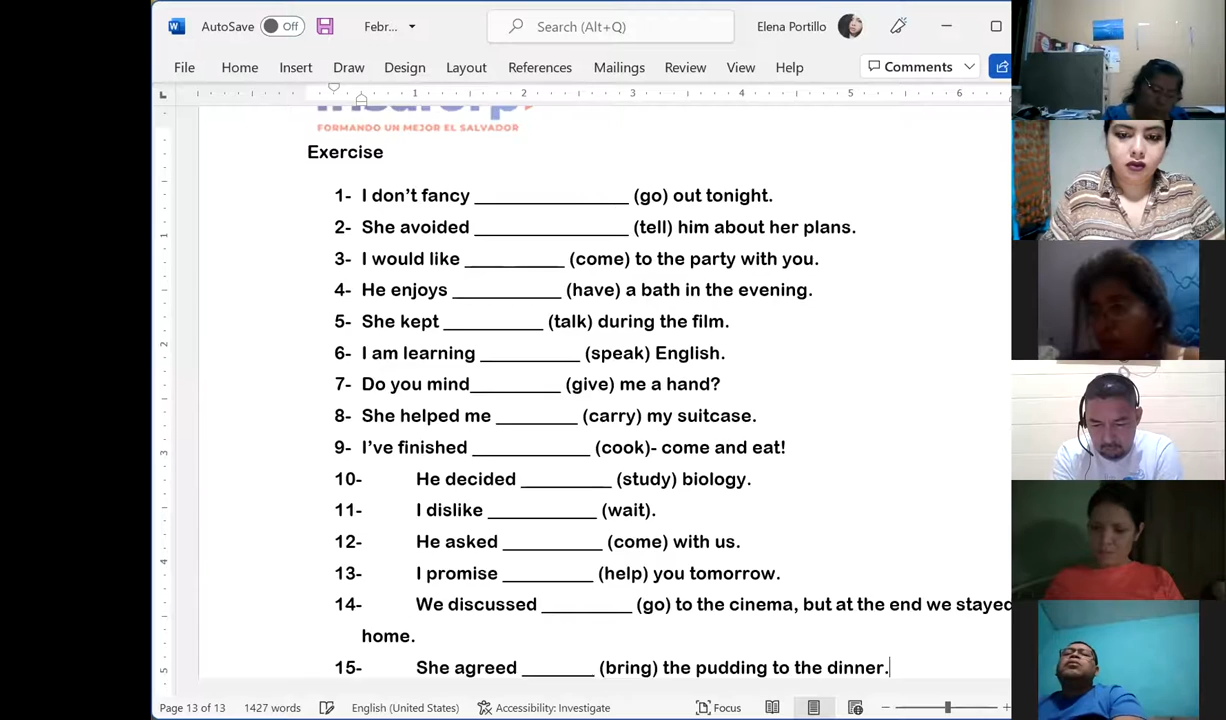 AutoSave Off Febr... Search (Alt+Q) Elena Portillo
File Home Insert Draw Design Layout References Mailings Review View Help Comments
1 2 3 4 5 6
FORMANDO UN MEJOR EL SALVADOR
Exercise
1- I don't fancy ________________ (go) out tonight.
2- She avoided ________________ (tell) him about her plans.
3- I would like __________ (come) to the party with you.
4- He enjoys ___________ (have) a bath in the evening.
5- She kept __________ (talk) during the film.
6- I am learning __________ (speak) English.
7- Do you mind_________ (give) me a hand?
8- She helped me ________ (carry) my suitcase.
9- I've finished ____________ (cook)- come and eat!
10- He decided _________ (study) biology.
11- I dislike ___________ (wait).
12- He asked __________ (come) with us.
13- I promise _________ (help) you tomorrow.
14- We discussed _________ (go) to the cinema, but at the end we stayed
home.
15- She agreed _______ (bring) the pudding to the dinner.
Page 13 of 13 1427 words English (United States) Accessibility: Investigate Focus